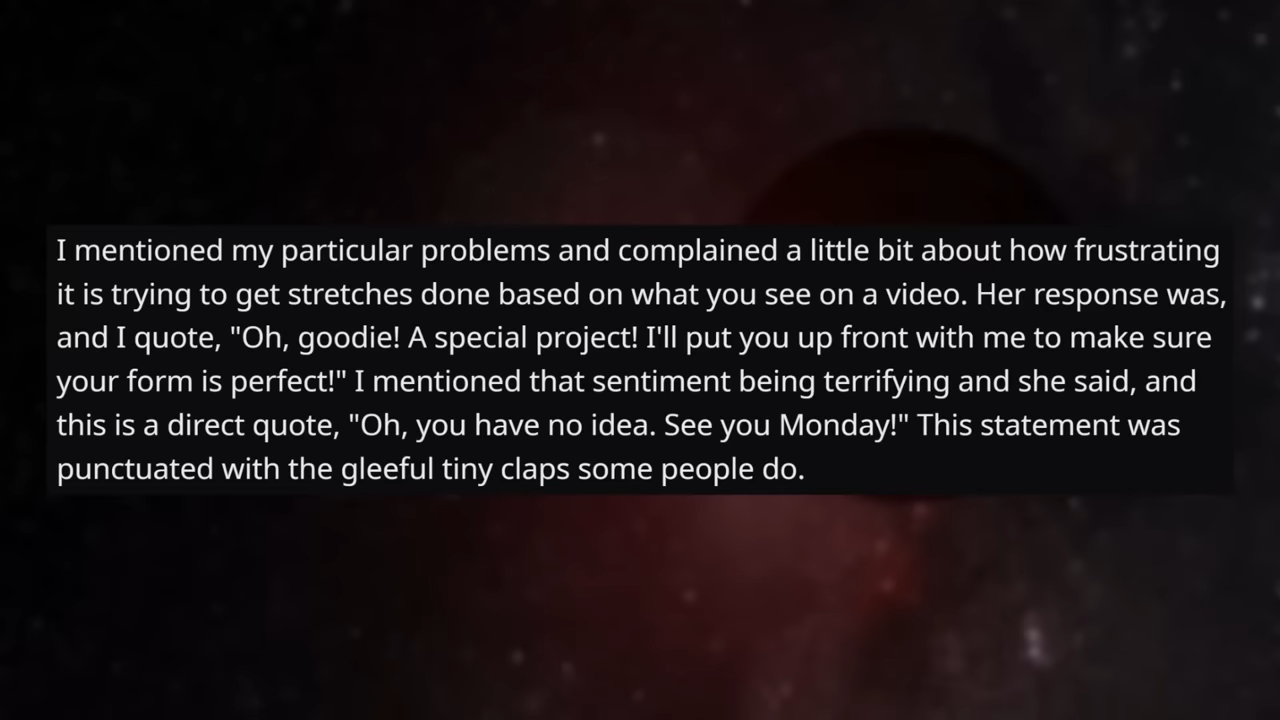 I mentioned my particular problems and complained a little bit about how frustrating
it is trying to get stretches done based on what you see on a video. Her response was,
and I quote, "Oh, goodie! A special project! I'll put you up front with me to make sure
your form is perfect!" I mentioned that sentiment being terrifying and she said, and
this is a direct quote, "Oh, you have no idea. See you Monday!" This statement was
punctuated with the gleeful tiny claps some people do.